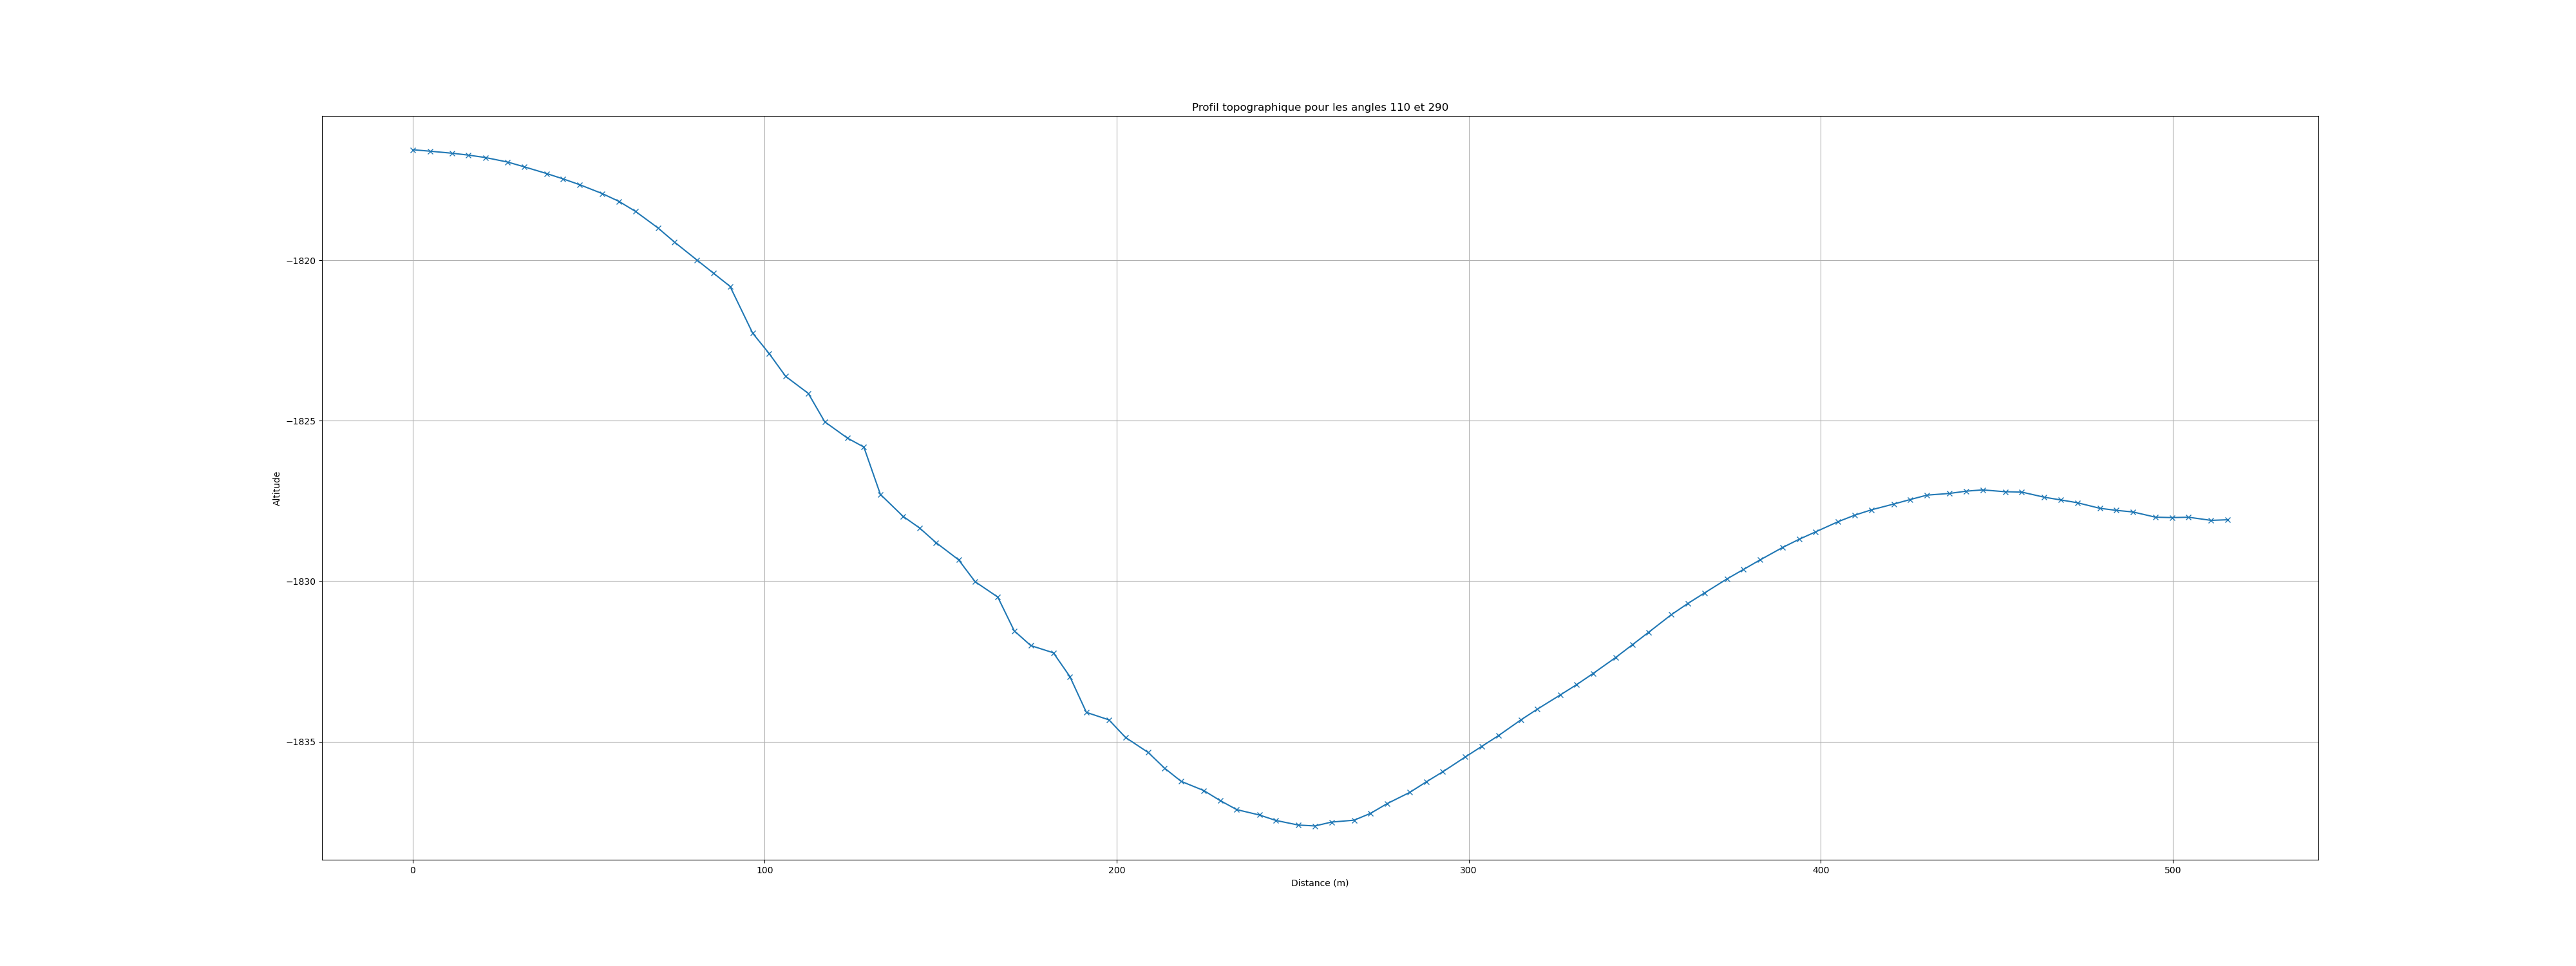 Profil topographique pour les angles 110 et 290
Altitude
−1820
−1825
−1830
−1835
0 100 200 300 400 500
Distance (m)